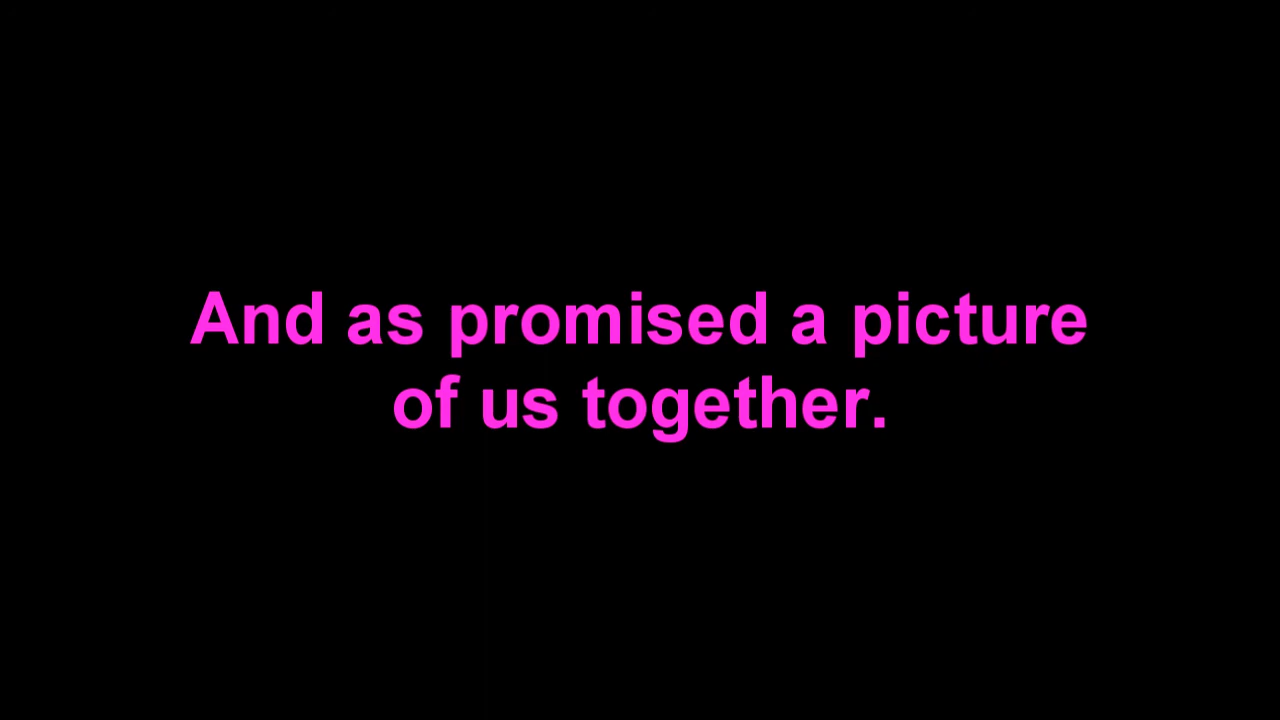 And as promised a picture
of us together.